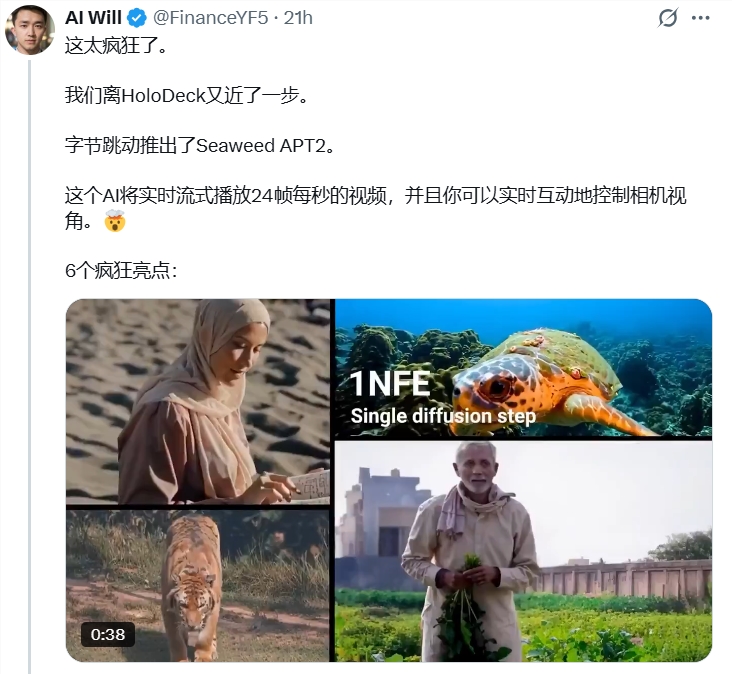 AI Will @FinanceYF5 · 21h
这太疯狂了。
我们离HoloDeck又近了一步。
字节跳动推出了Seaweed APT2。
这个AI将实时流式播放24帧每秒的视频，并且你可以实时互动地控制相机视
角。🤯
6个疯狂亮点：
1NFE
Single diffusion step
0:38